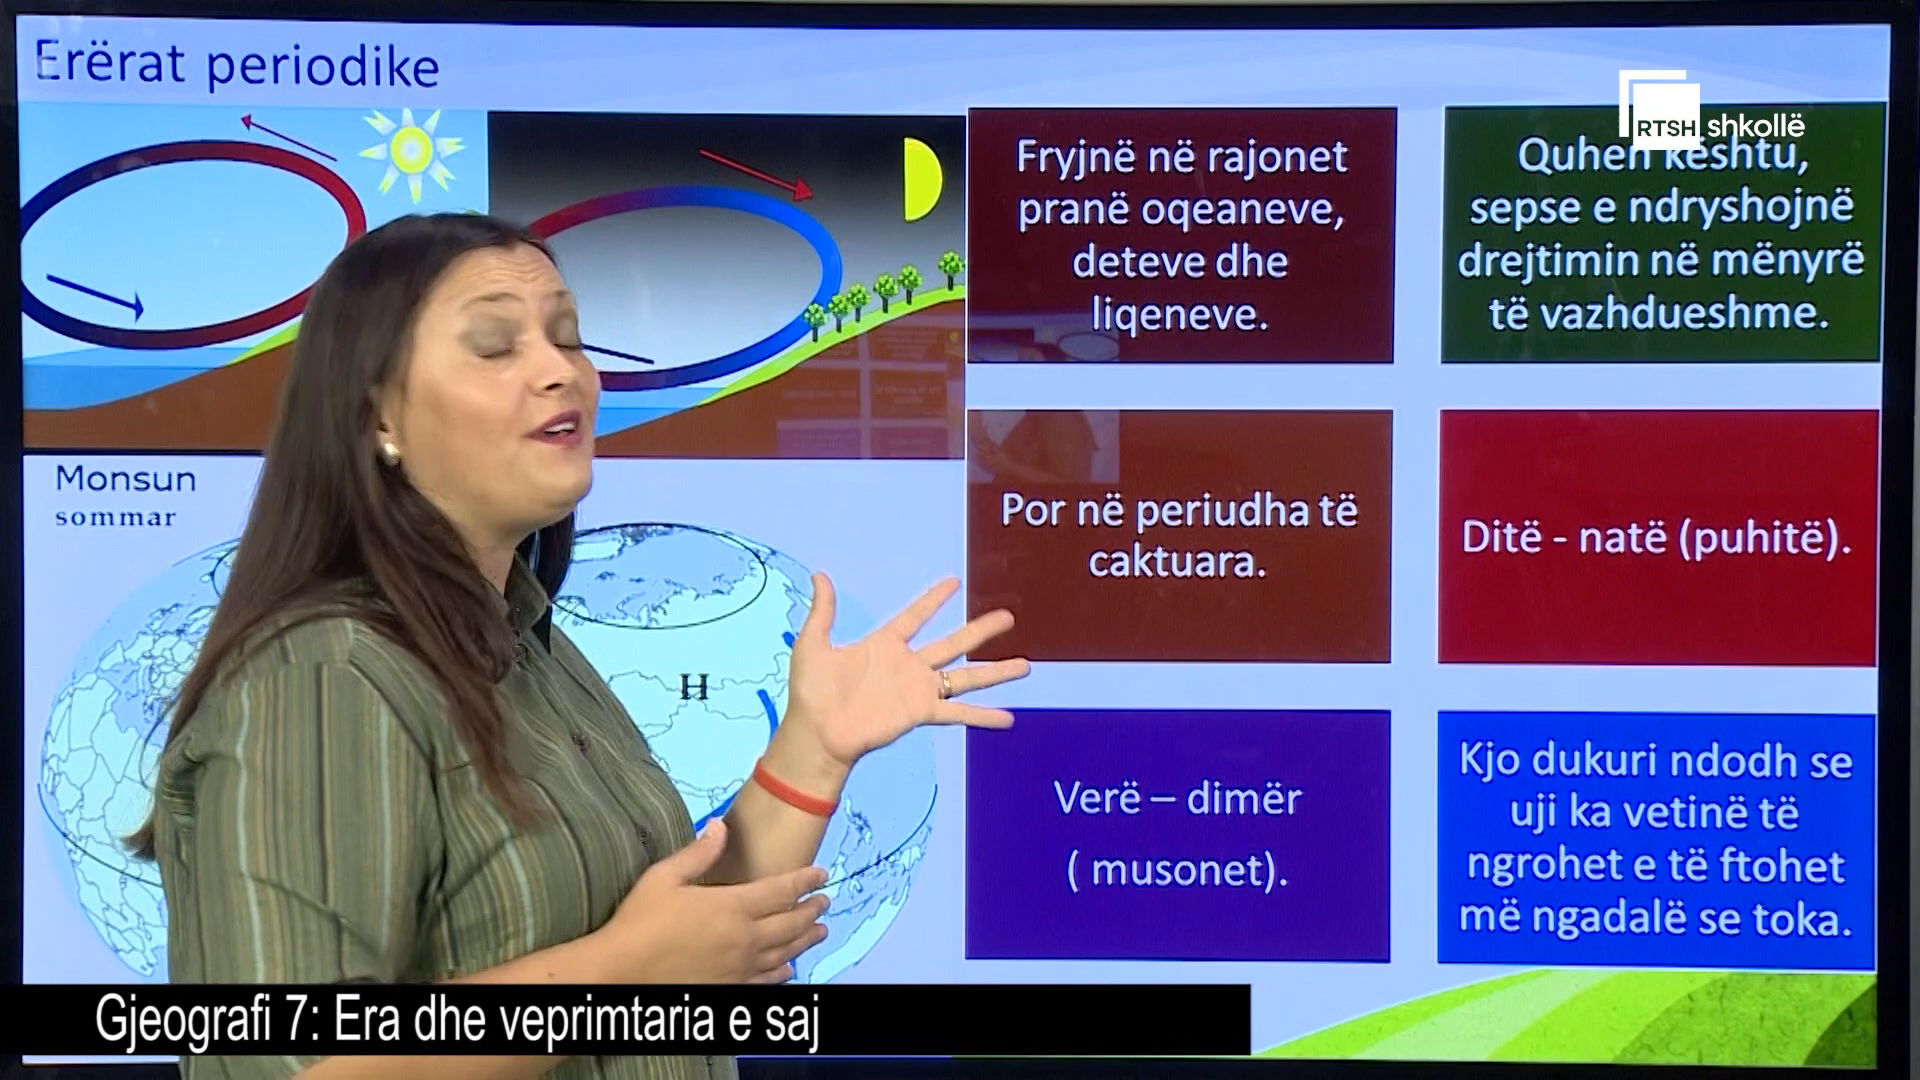 Erërat periodike
RTSH shkollë
Fryjnë në rajonet
pranë oqeaneve,
deteve dhe
liqeneve.
Quhen kështu,
sepse e ndryshojnë
drejtimin në mënyrë
të vazhdueshme.
Monsun
sommar
H
Por në periudha të
caktuara.
Ditë - natë (puhitë).
Verë – dimër
( musonet).
Kjo dukuri ndodh se
uji ka vetinë të
ngrohet e të ftohet
më ngadalë se toka.
Gjeografi 7: Era dhe veprimtaria e saj